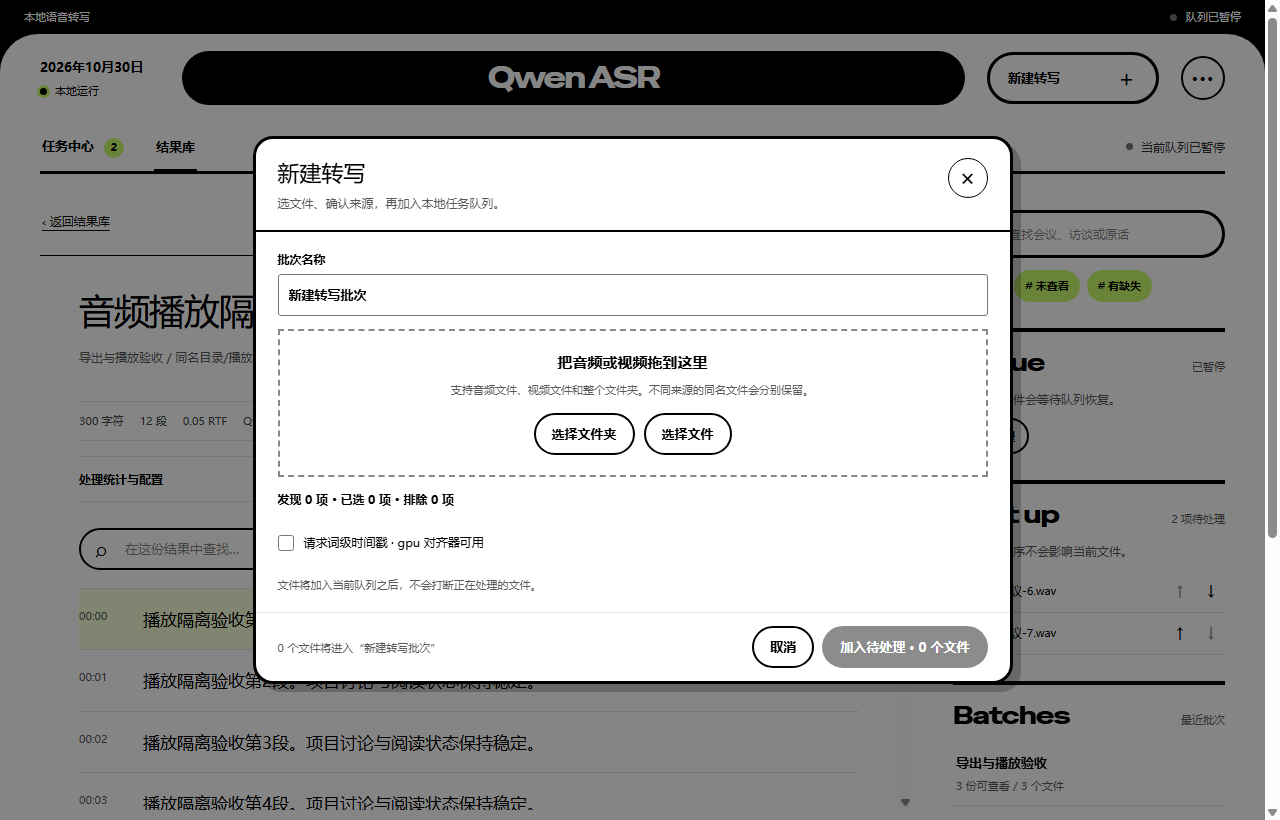 本地语音转写
队列已暂停
2026年10月30日
本地运行
Qwen ASR
新建转写 +
任务中心 2
结果库
当前队列已暂停
‹ 返回结果库
查找会议、访谈或原话
# 未查看
# 有缺失
音频播放隔
导出与播放验收 / 同名目录/播放
300 字符 12 段 0.05 RTF
处理统计与配置
在这份结果中查找...
00:00 播放隔离验收第
00:01 播放隔离验收第2段。项目讨论与阅读状态保持稳定。
00:02 播放隔离验收第3段。项目讨论与阅读状态保持稳定。
00:03 播放隔离验收第4段。项目讨论与阅读状态保持稳定。
新建转写
选文件、确认来源，再加入本地任务队列。
批次名称
新建转写批次
把音频或视频拖到这里
支持音频文件、视频文件和整个文件夹。不同来源的同名文件会分别保留。
选择文件夹
选择文件
发现 0 项 • 已选 0 项 • 排除 0 项
请求词级时间戳 · gpu 对齐器可用
文件将加入当前队列之后，不会打断正在处理的文件。
0 个文件将进入“新建转写批次”
取消
加入待处理 • 0 个文件
ue
已暂停
件会等待队列恢复。
t up
2 项待处理
序不会影响当前文件。
议-6.wav ↑ ↓
议-7.wav ↑ ↓
Batches
最近批次
导出与播放验收
3 份可查看 / 3 个文件